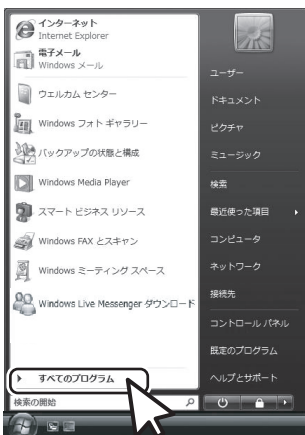 インターネット
Internet Explorer
電子メール
Windows メール
ウェルカム センター
Windows フォト ギャラリー
バックアップの状態と構成
Windows Media Player
スマート ビジネス リソース
Windows FAX とスキャン
Windows ミーティング スペース
Windows Live Messenger ダウンロード
すべてのプログラム
検索の開始
ユーザー
ドキュメント
ピクチャ
ミュージック
検索
最近使った項目
コンピュータ
ネットワーク
接続先
コントロール パネル
既定のプログラム
ヘルプとサポート